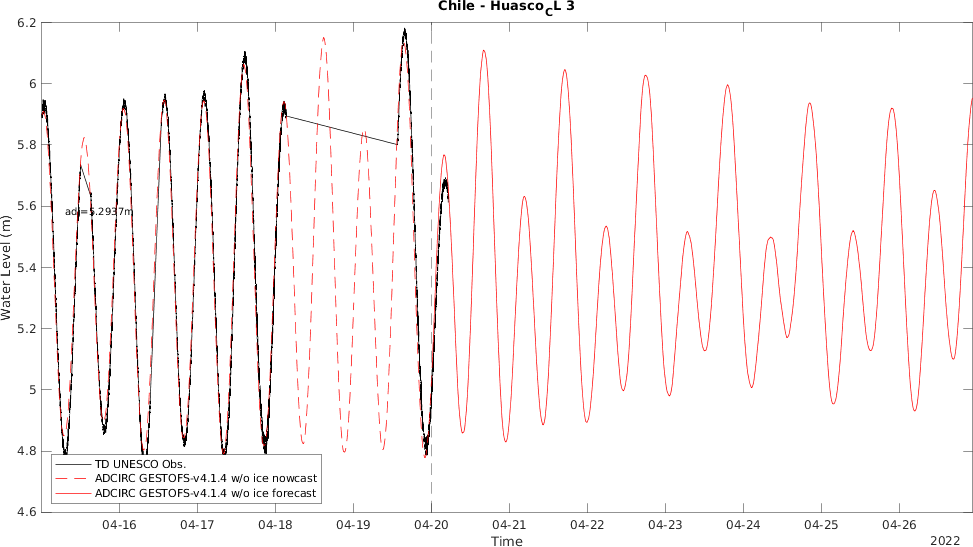 Chile - HuascoCL 3
6.2
6
5.8
5.6
5.4
5.2
5
4.8
4.6
Water Level (m)
adj=5.2937m
TD UNESCO Obs.
ADCIRC GESTOFS-v4.1.4 w/o ice nowcast
ADCIRC GESTOFS-v4.1.4 w/o ice forecast
04-16 04-17 04-18 04-19 04-20 04-21 04-22 04-23 04-24 04-25 04-26
Time
2022